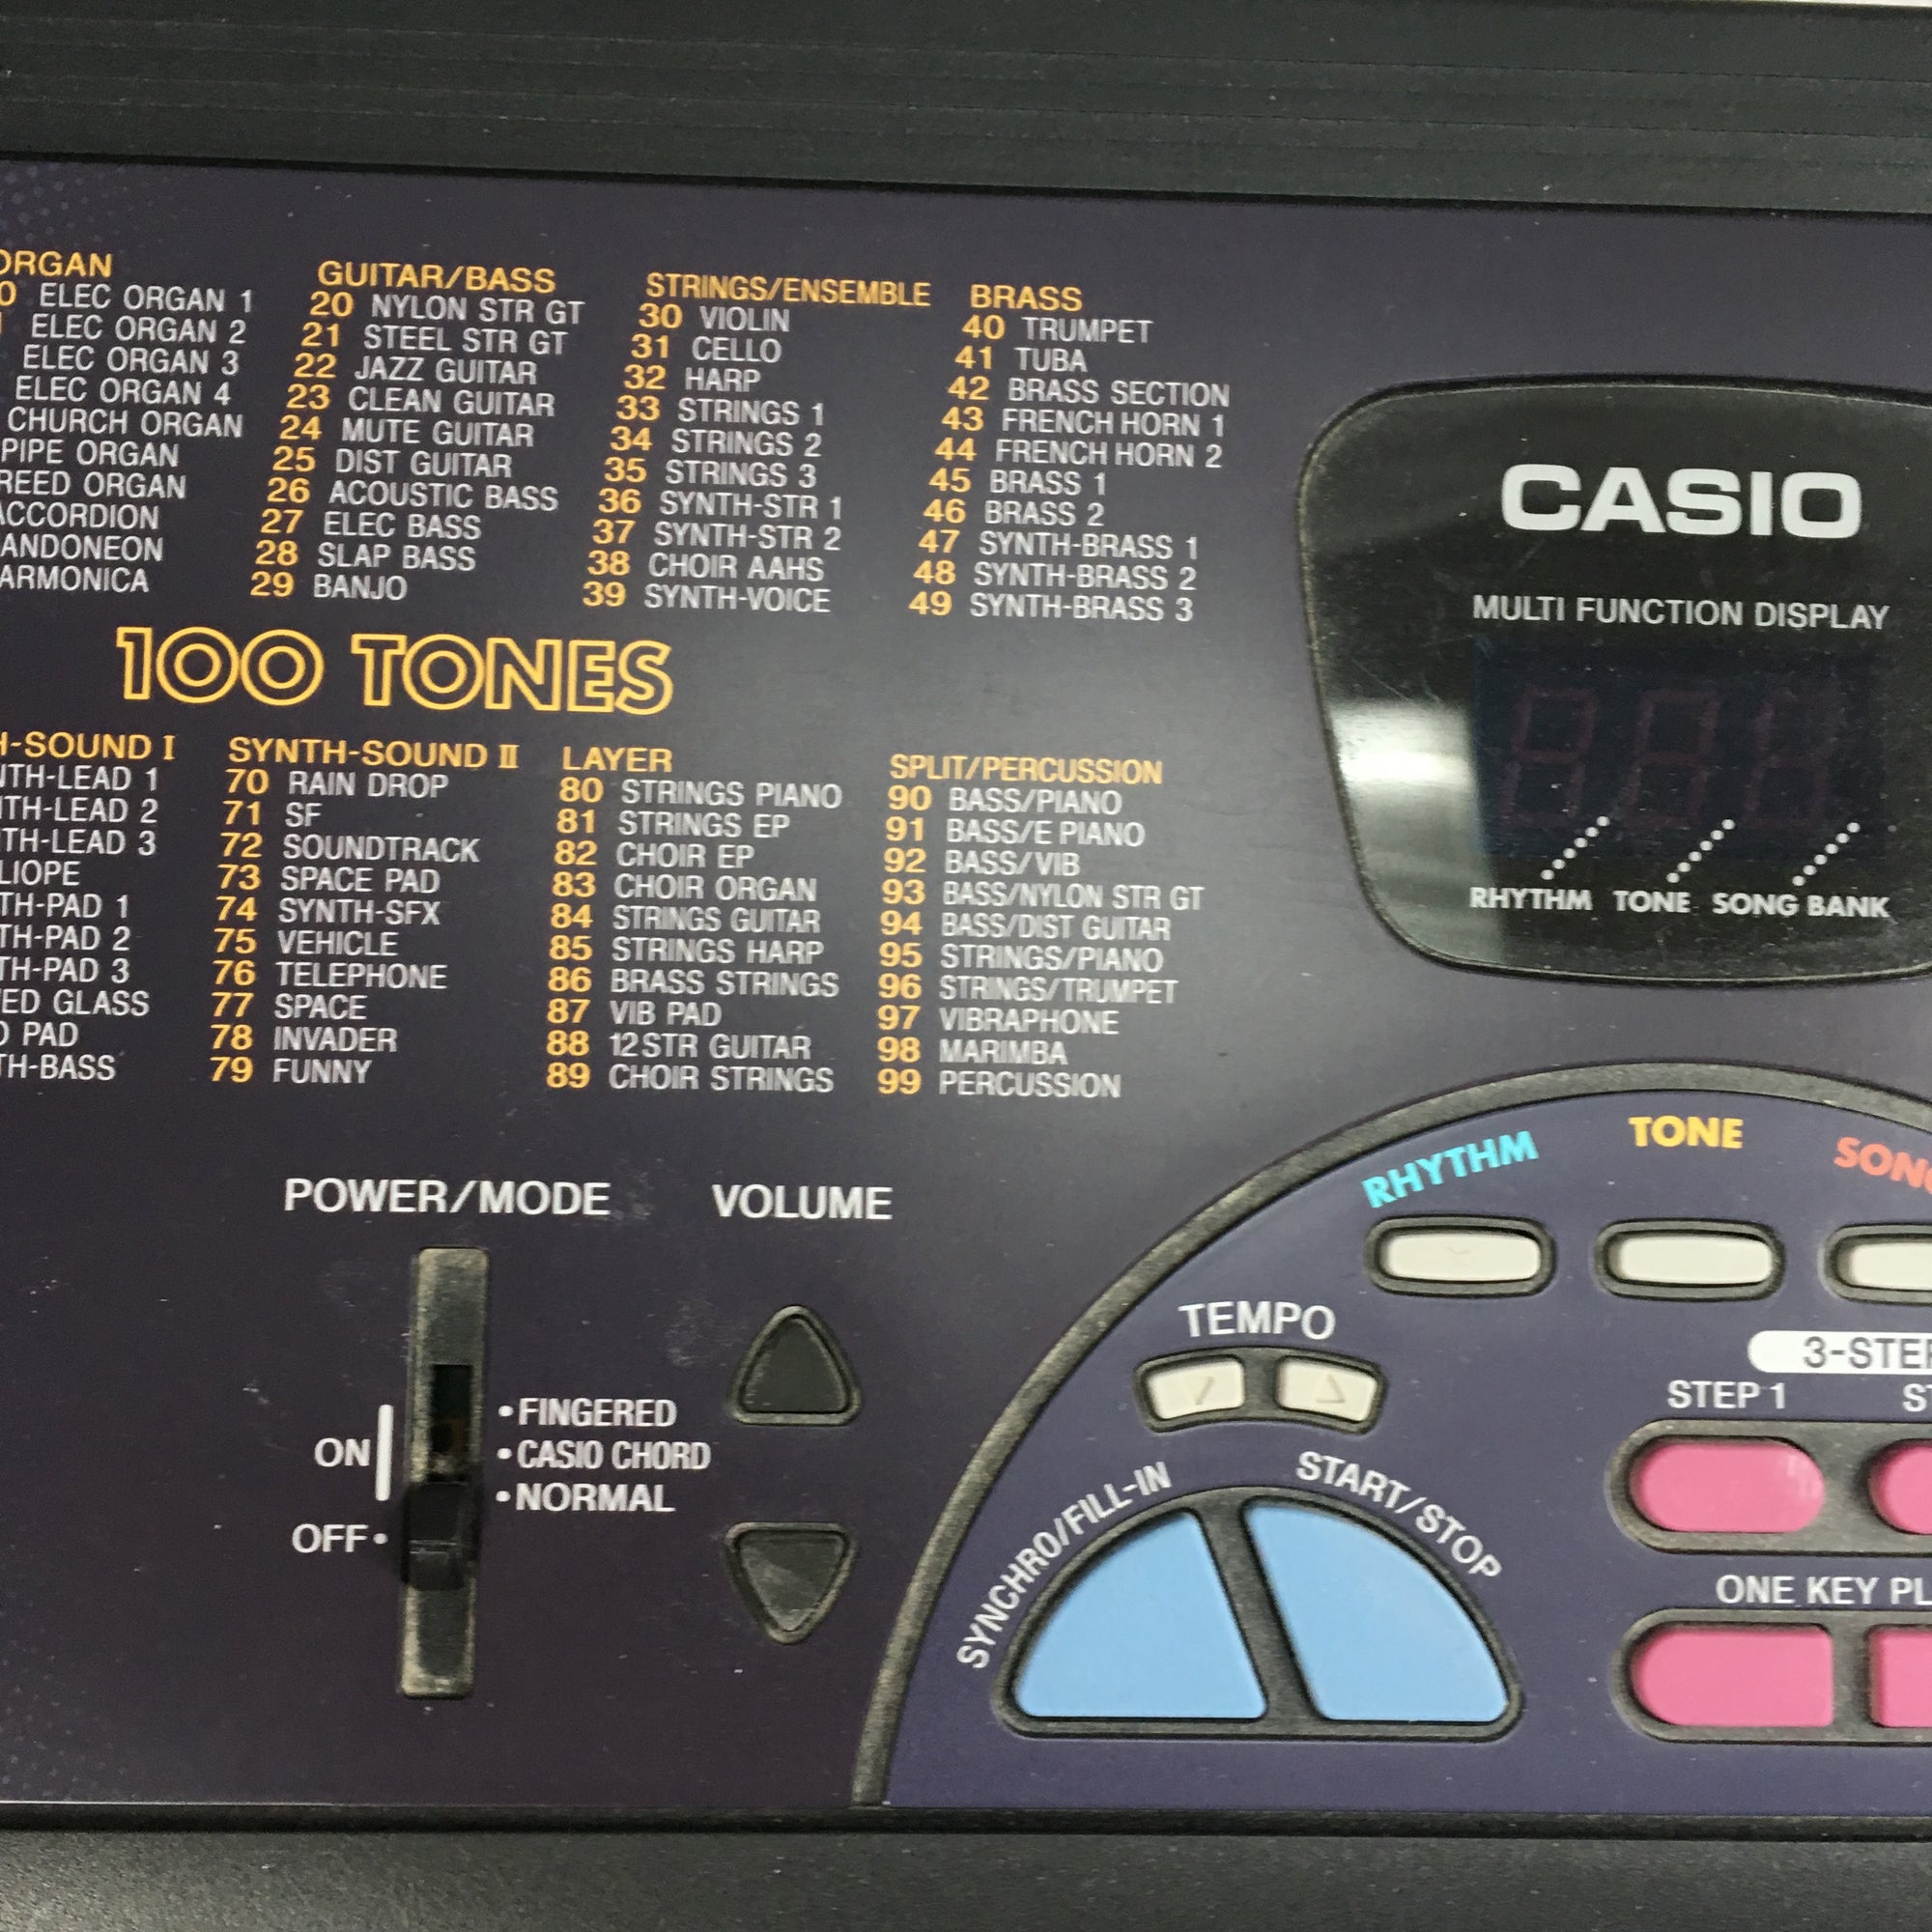 ORGAN
0 ELEC ORGAN 1
ELEC ORGAN 2
ELEC ORGAN 3
ELEC ORGAN 4
CHURCH ORGAN
PIPE ORGAN
REED ORGAN
ACCORDION
ANDONEON
ARMONICA
GUITAR/BASS
20 NYLON STR GT
21 STEEL STR GT
22 JAZZ GUITAR
23 CLEAN GUITAR
24 MUTE GUITAR
25 DIST GUITAR
26 ACOUSTIC BASS
27 ELEC BASS
28 SLAP BASS
29 BANJO
STRINGS/ENSEMBLE
30 VIOLIN
31 CELLO
32 HARP
33 STRINGS 1
34 STRINGS 2
35 STRINGS 3
36 SYNTH-STR 1
37 SYNTH-STR 2
38 CHOIR AAHS
39 SYNTH-VOICE
BRASS
40 TRUMPET
41 TUBA
42 BRASS SECTION
43 FRENCH HORN 1
44 FRENCH HORN 2
45 BRASS 1
46 BRASS 2
47 SYNTH-BRASS 1
48 SYNTH-BRASS 2
49 SYNTH-BRASS 3
100 TONES
H-SOUND I
NTH-LEAD 1
NTH-LEAD 2
TH-LEAD 3
LIOPE
TH-PAD 1
TH-PAD 2
TH-PAD 3
ED GLASS
PAD
TH-BASS
SYNTH-SOUND II
70 RAIN DROP
71 SF
72 SOUNDTRACK
73 SPACE PAD
74 SYNTH-SFX
75 VEHICLE
76 TELEPHONE
77 SPACE
78 INVADER
79 FUNNY
LAYER
80 STRINGS PIANO
81 STRINGS EP
82 CHOIR EP
83 CHOIR ORGAN
84 STRINGS GUITAR
85 STRINGS HARP
86 BRASS STRINGS
87 VIB PAD
88 12STR GUITAR
89 CHOIR STRINGS
SPLIT/PERCUSSION
90 BASS/PIANO
91 BASS/E PIANO
92 BASS/VIB
93 BASS/NYLON STR GT
94 BASS/DIST GUITAR
95 STRINGS/PIANO
96 STRINGS/TRUMPET
97 VIBRAPHONE
98 MARIMBA
99 PERCUSSION
CASIO
MULTI FUNCTION DISPLAY
RHYTHM TONE SONG BANK
POWER/MODE
ON
OFF•
•FINGERED
•CASIO CHORD
•NORMAL
VOLUME
RHYTHM
TONE
SONG
TEMPO
SYNCHRO/FILL-IN
START/STOP
3-STEP
STEP 1
ST
ONE KEY PL